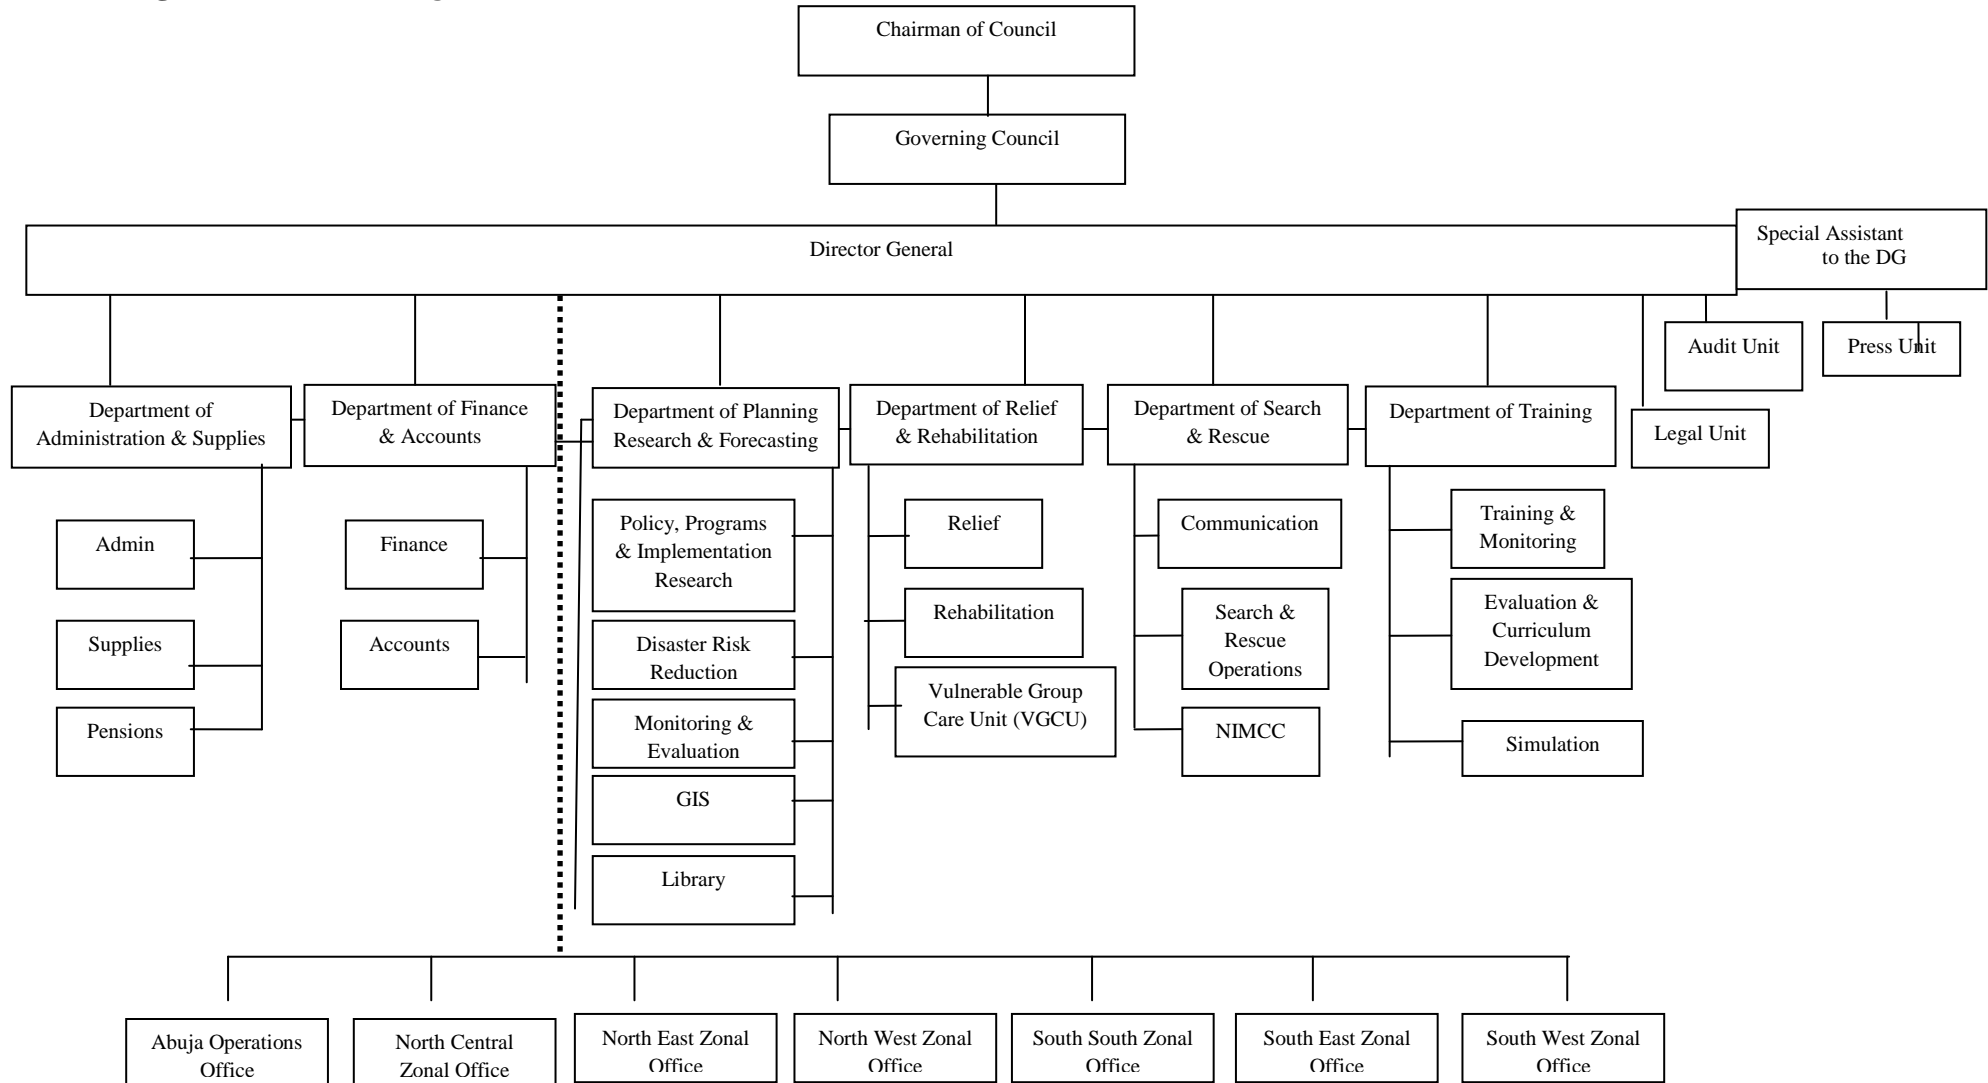 Chairman of Council
Governing Council
Director General
Special Assistant
to the DG
Audit Unit
Press Unit
Legal Unit
Department of
Administration & Supplies
Department of Finance
& Accounts
Department of Planning
Research & Forecasting
Department of Relief
& Rehabilitation
Department of Search
& Rescue
Department of Training
Admin
Supplies
Pensions
Finance
Accounts
Policy, Programs
& Implementation
Research
Disaster Risk
Reduction
Monitoring &
Evaluation
GIS
Library
Relief
Rehabilitation
Vulnerable Group
Care Unit (VGCU)
Communication
Search &
Rescue
Operations
NIMCC
Training &
Monitoring
Evaluation &
Curriculum
Development
Simulation
Abuja Operations
Office
North Central
Zonal Office
North East Zonal
Office
North West Zonal
Office
South South Zonal
Office
South East Zonal
Office
South West Zonal
Office